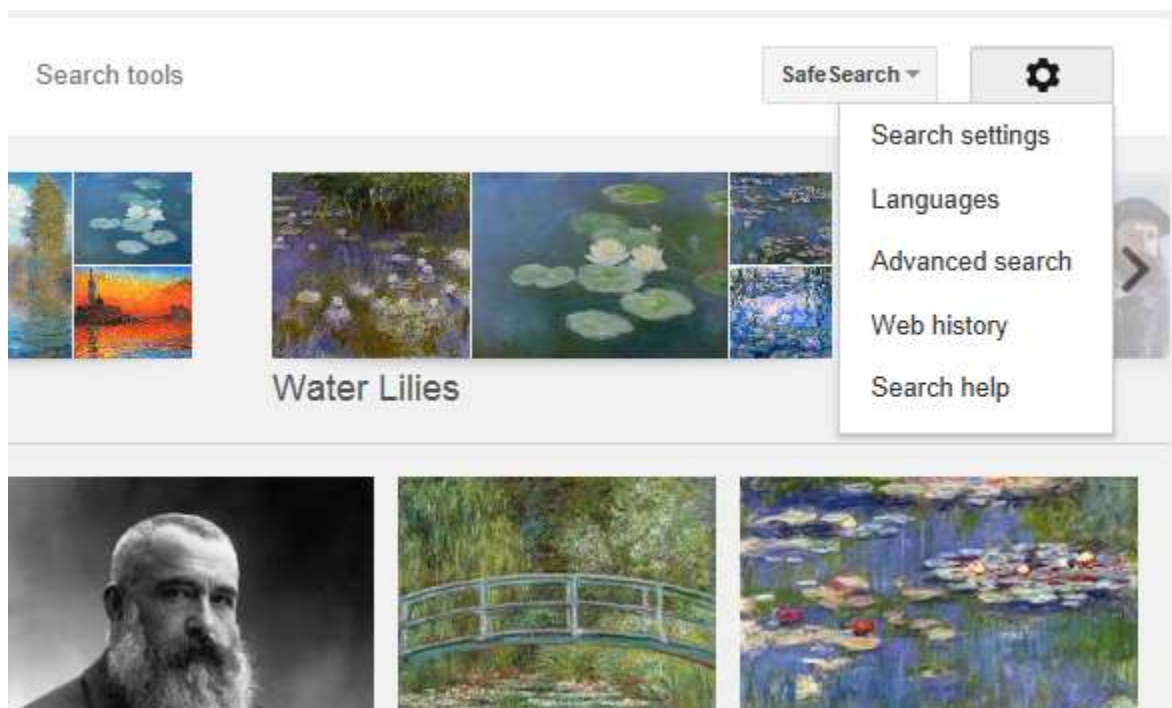 Search tools
SafeSearch
Search settings
Languages
Advanced search
Web history
Search help
Water Lilies